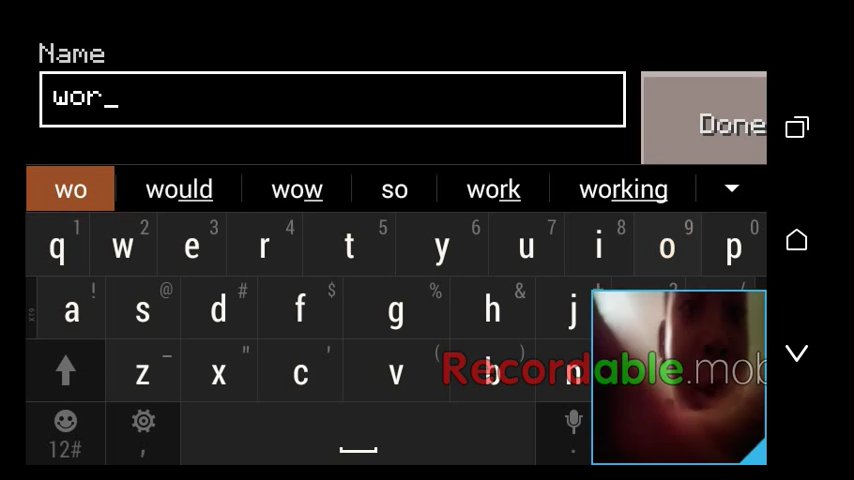 Name
wor_
Done
wo would wow so work working
1 2 3 4 5 6 7 8 9 0
q w e r t y u i o p
! @ # $ % &
a s d f g h j
_ " ' ( )
z x c v b n
Recordable.mob
12# , .